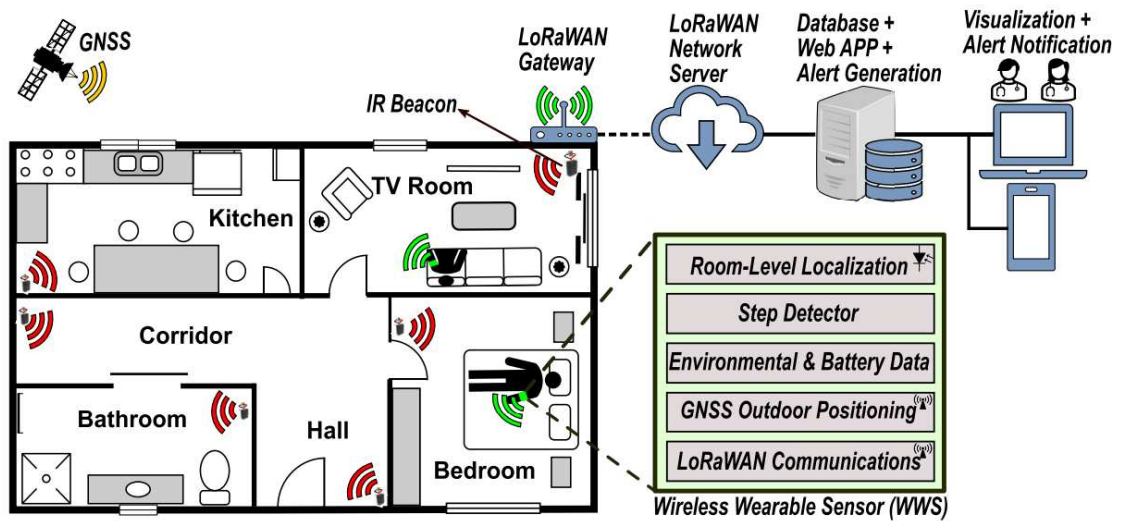 GNSS
LoRaWAN
Gateway
LoRaWAN
Network
Server
Database +
Web APP +
Alert Generation
Visualization +
Alert Notification
IR Beacon
TV Room
Kitchen
Corridor
Bathroom
Hall
Bedroom
Room-Level Localization
Step Detector
Environmental & Battery Data
GNSS Outdoor Positioning
LoRaWAN Communications
Wireless Wearable Sensor (WWS)